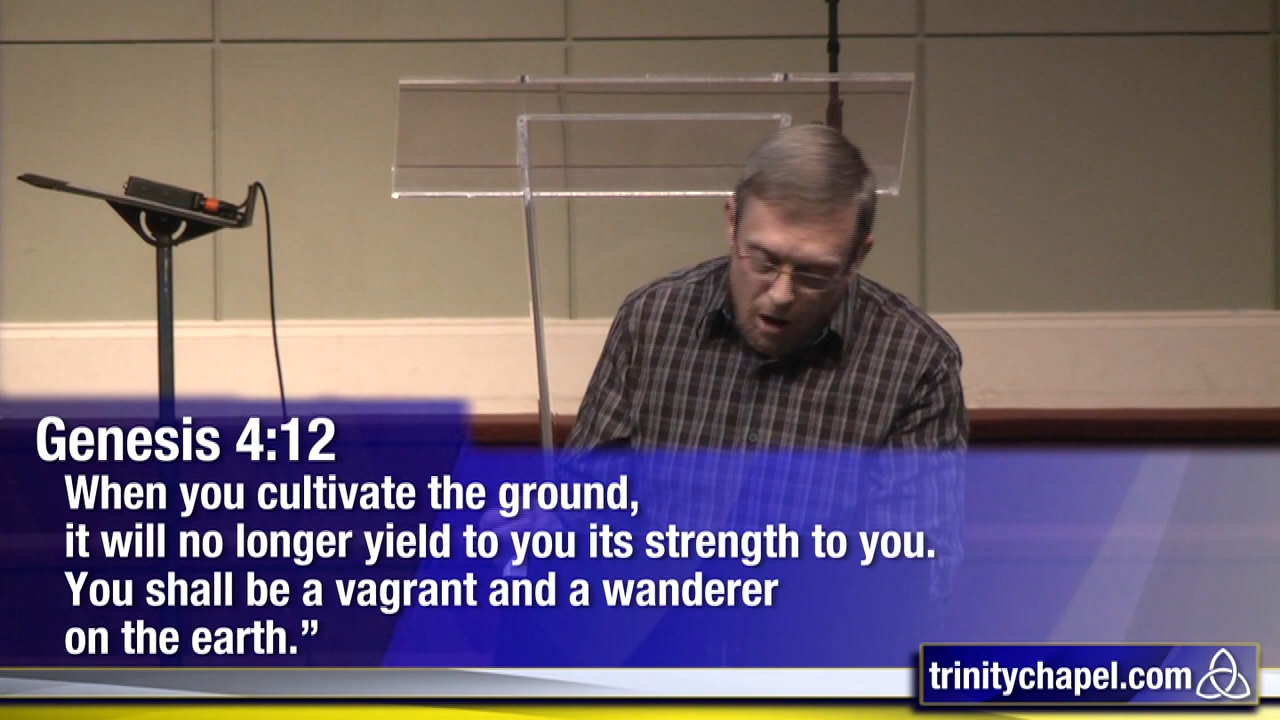 Genesis 4:12
When you cultivate the ground,
it will no longer yield to you its strength to you.
You shall be a vagrant and a wanderer
on the earth.”
trinitychapel.com